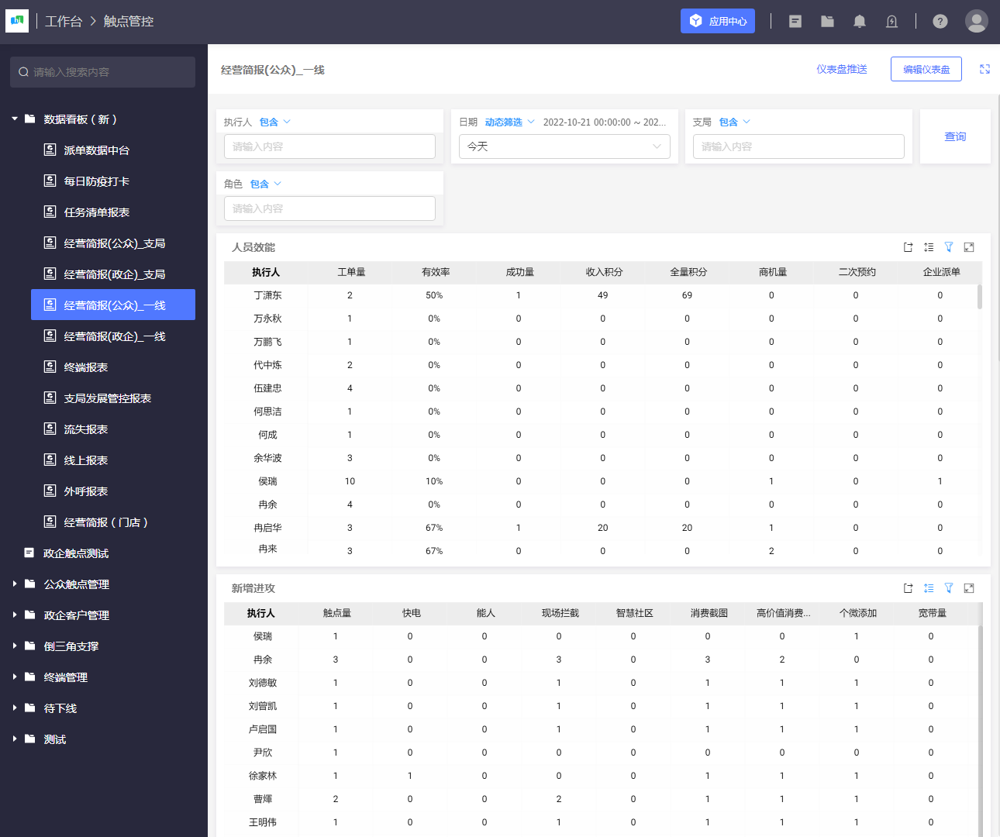 工作台 > 触点管控
应用中心
请输入搜索内容
数据看板（新）
派单数据中台
每日防疫打卡
任务清单报表
经营简报(公众)_支局
经营简报(政企)_支局
经营简报(公众)_一线
经营简报(政企)_一线
终端报表
支局发展管控报表
流失报表
线上报表
外呼报表
经营简报（门店）
政企触点测试
公众触点管理
政企客户管理
倒三角支撑
终端管理
待下线
测试
经营简报(公众)_一线
仪表盘推送
编辑仪表盘
执行人 包含
请输入内容
日期 动态筛选 2022-10-21 00:00:00 ~ 202...
今天
支局 包含
请输入内容
查询
角色 包含
请输入内容
人员效能
执行人 工单量 有效率 成功量 收入积分 全量积分 商机量 二次预约 企业派单
丁潇东 2 50% 1 49 69 0 0 0
万永秋 1 0% 0 0 0 0 0 0
万鹏飞 1 0% 0 0 0 0 0 0
代中炼 2 0% 0 0 0 0 0 0
伍建忠 4 0% 0 0 0 0 0 0
何思洁 1 0% 0 0 0 0 0 0
何成 1 0% 0 0 0 0 0 0
余华波 3 0% 0 0 0 0 0 0
侯瑞 10 10% 0 0 0 1 0 1
冉余 4 0% 0 0 0 0 0 0
冉启华 3 67% 1 20 20 1 0 0
冉来 3 67% 0 0 0 2 0 0
新增进攻
执行人 触点量 快电 能人 现场拦截 智慧社区 消费截图 高价值消费... 个微添加 宽带量
侯瑞 1 0 0 0 0 0 0 1 0
冉余 3 0 0 3 0 3 2 0 0
刘德敏 1 0 0 1 0 1 1 1 0
刘曾凯 1 0 0 1 0 1 1 1 0
卢启国 1 0 0 1 0 1 1 1 0
尹欣 1 0 0 0 0 0 0 0 0
徐家林 1 1 0 0 0 1 1 1 0
曹煇 2 0 0 2 0 1 1 1 0
王明伟 1 0 0 1 0 1 1 1 0